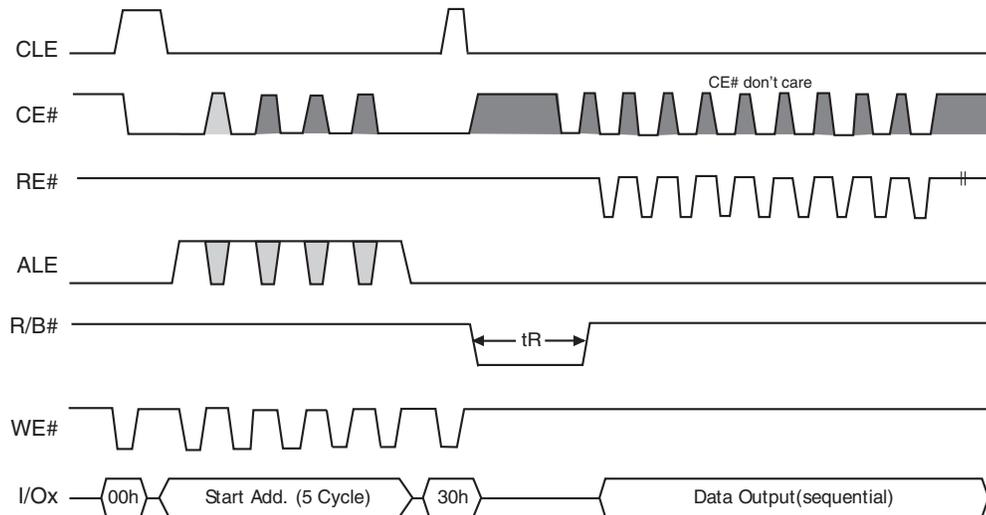 CLE
CE# don't care
CE#
RE#
ALE
R/B#
tR
WE#
I/Ox 00h Start Add. (5 Cycle) 30h Data Output(sequential)